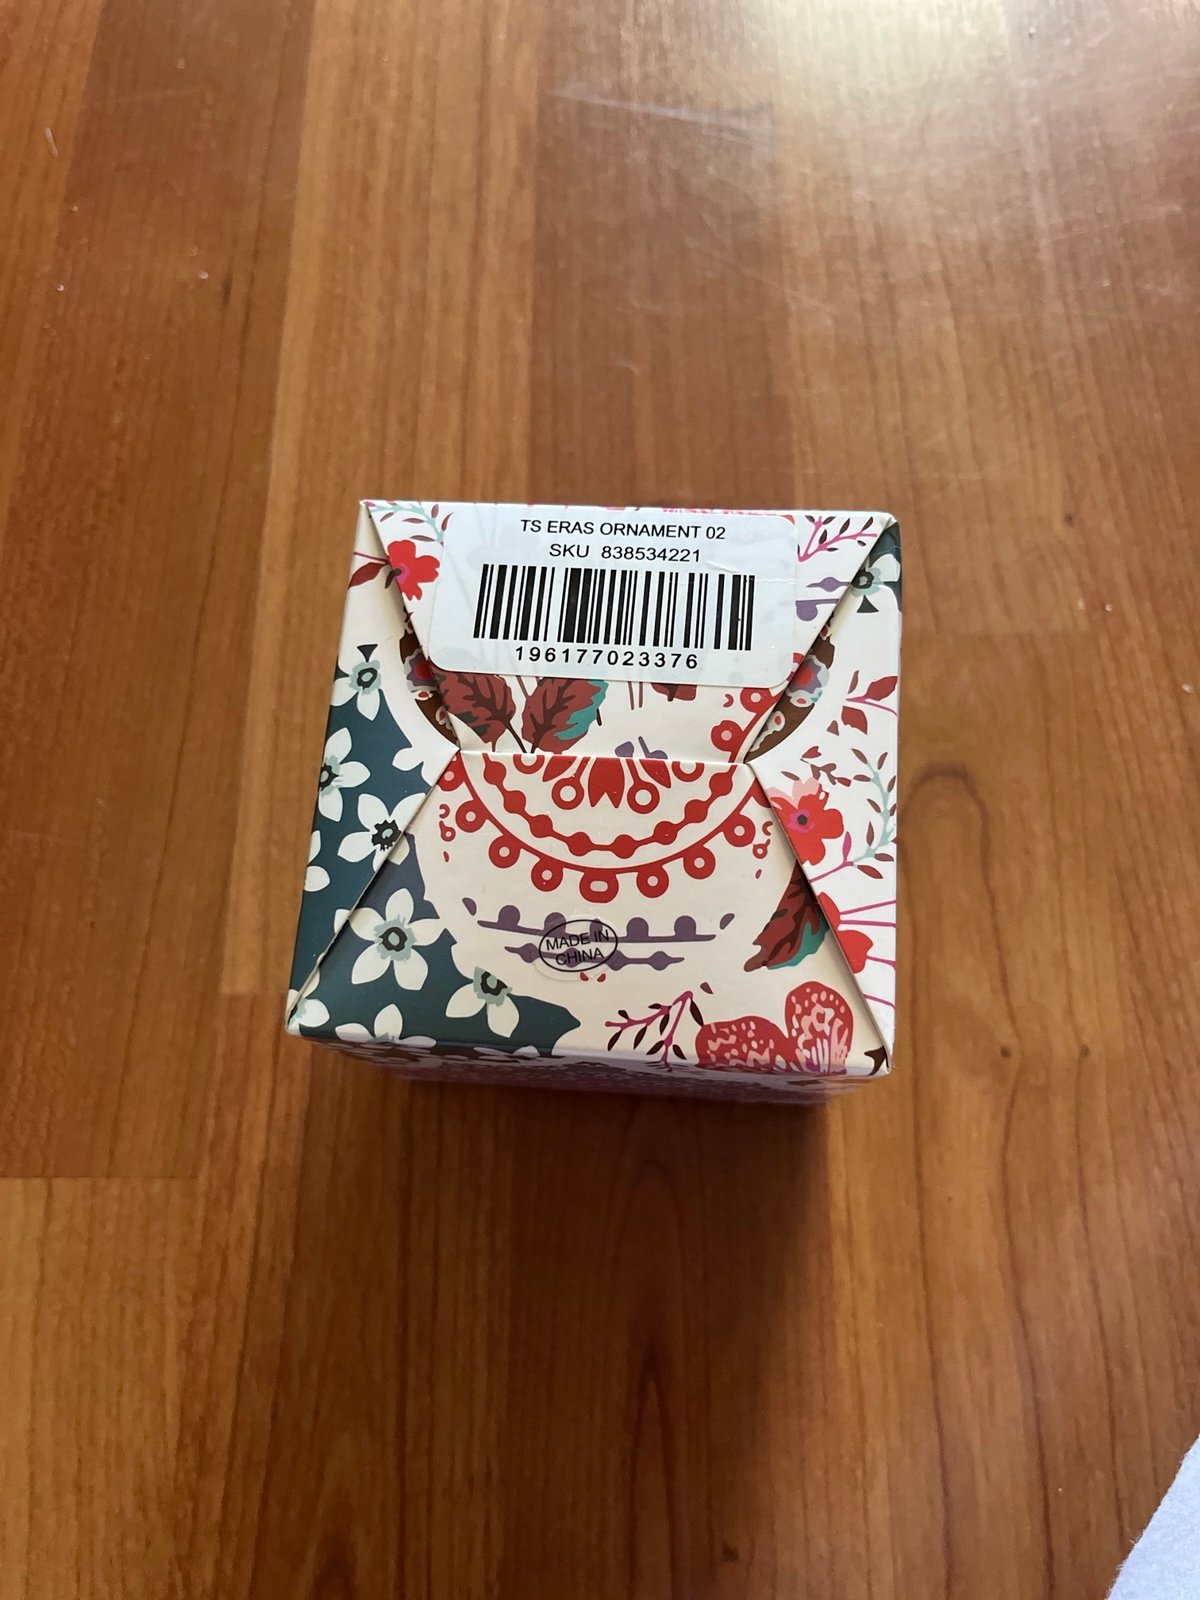 TS ERAS ORNAMENT 02
SKU 838534221
196177023376
MADE IN
CHINA